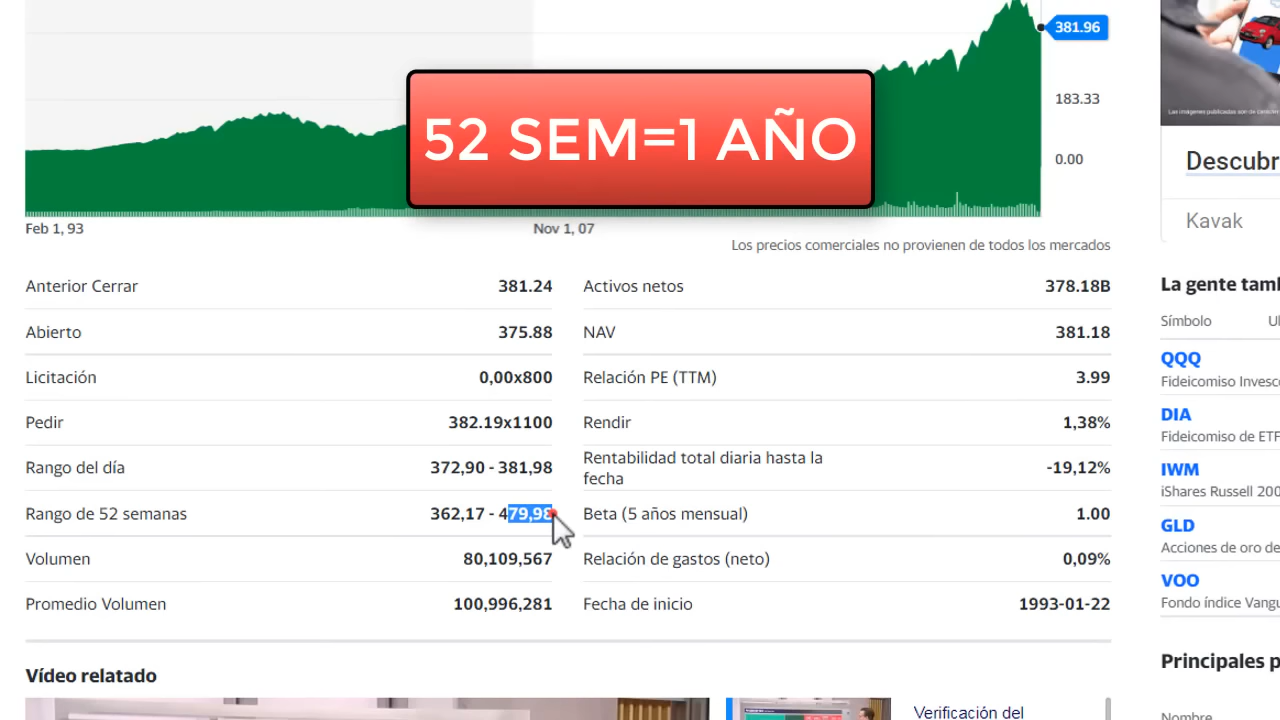 381.96
183.33
0.00
52 SEM=1 AÑO
Feb 1, 93
Nov 1, 07
Los precios comerciales no provienen de todos los mercados
Anterior Cerrar 381.24
Abierto 375.88
Licitación 0,00x800
Pedir 382.19x1100
Rango del día 372,90 - 381,98
Rango de 52 semanas 362,17 - 479,98
Volumen 80,109,567
Promedio Volumen 100,996,281
Activos netos 378.18B
NAV 381.18
Relación PE (TTM) 3.99
Rendir 1,38%
Rentabilidad total diaria hasta la
fecha -19,12%
Beta (5 años mensual) 1.00
Relación de gastos (neto) 0,09%
Fecha de inicio 1993-01-22
Vídeo relatado
Verificación del
Descubr
Kavak
La gente tam
Símbolo
QQQ
Fideicomiso Invesc
DIA
Fideicomiso de ETF
IWM
iShares Russell 200
GLD
Acciones de oro de
VOO
Fondo índice Vangu
Principales p
Nombre